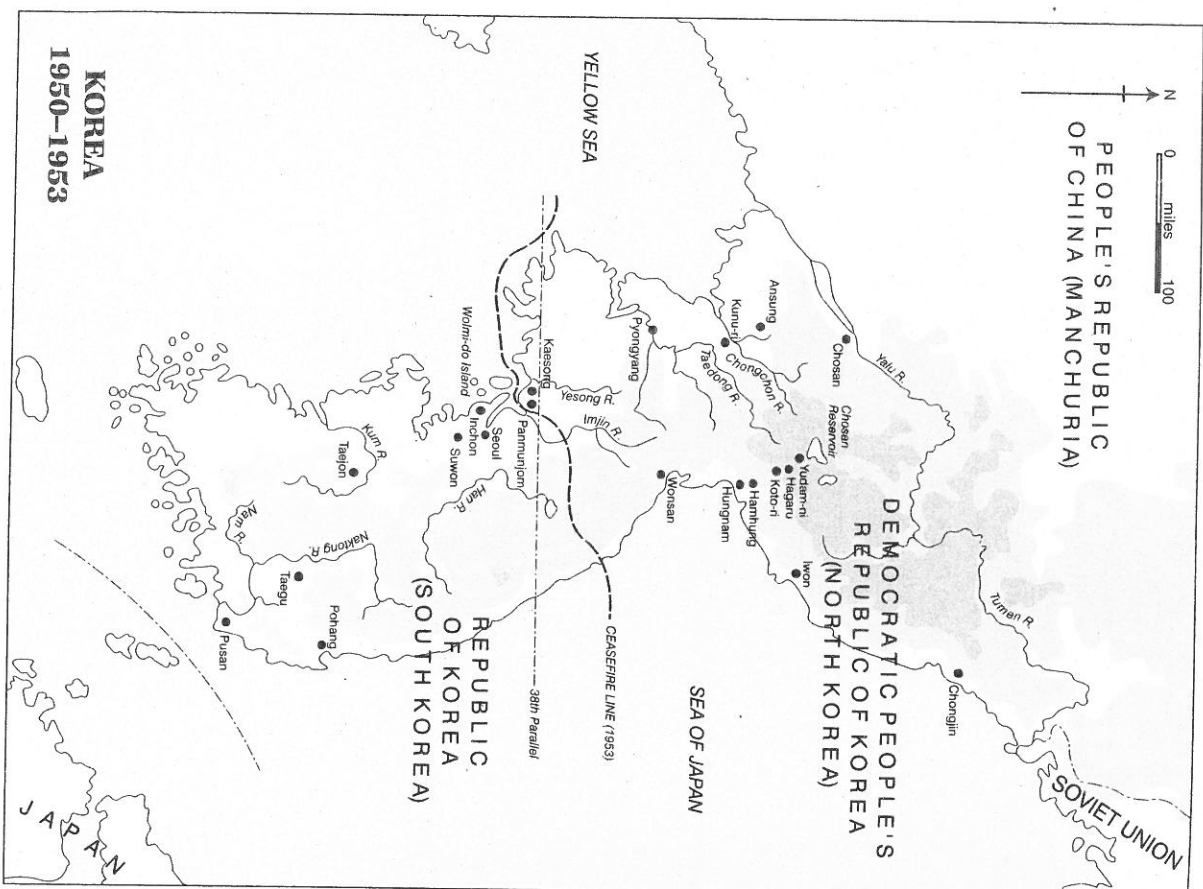 N
0 miles 100
PEOPLE'S REPUBLIC
OF CHINA (MANCHURIA)
SOVIET UNION
Tumen R.
Yalu R.
Chongjin
Chosan
Chosan
Reservoir
DEMOCRATIC PEOPLE'S
REPUBLIC OF KOREA
(NORTH KOREA)
Yudam-ni
Hagaru
Koto-ri
Iwon
Ansung
Kunu-ri
Chongchon R.
Hamhung
Hungnam
Taedong R.
Pyongyang
Wonsan
SEA OF JAPAN
YELLOW SEA
Yesong R.
Imjin R.
CEASEFIRE LINE (1953)
Kaesong
Panmunjom
38th Parallel
Wolmi-do Island
Inchon
Seoul
Suwon
Han R.
REPUBLIC
OF KOREA
(SOUTH KOREA)
Kum R.
Taejon
Naktong R.
Nam R.
Taegu
Pohang
Pusan
KOREA
1950–1953
JAPAN